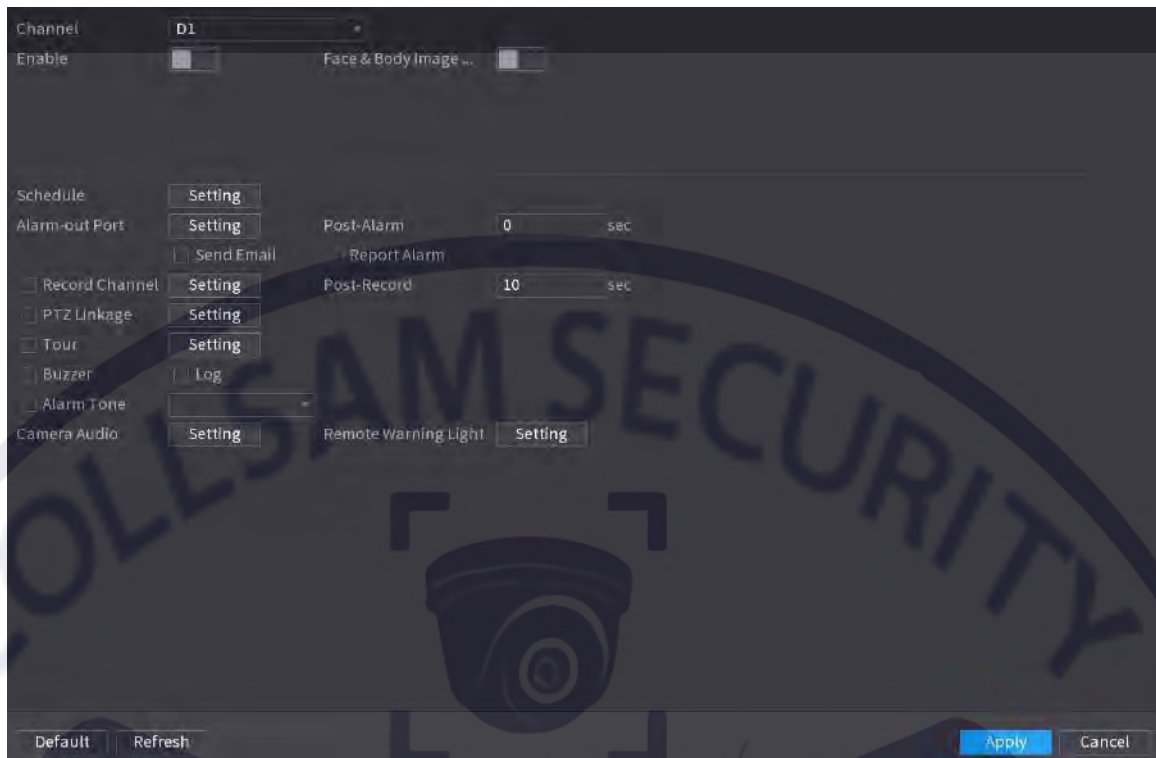 Channel D1
Enable Face & Body Image ...
Schedule Setting
Alarm-out Port Setting Post-Alarm 0 sec
Send Email Report Alarm
Record Channel Setting Post-Record 10 sec
PTZ Linkage Setting
Tour Setting
Buzzer Log
Alarm Tone
Camera Audio Setting Remote Warning Light Setting
OLLSAM SECURITY
Default Refresh Apply Cancel